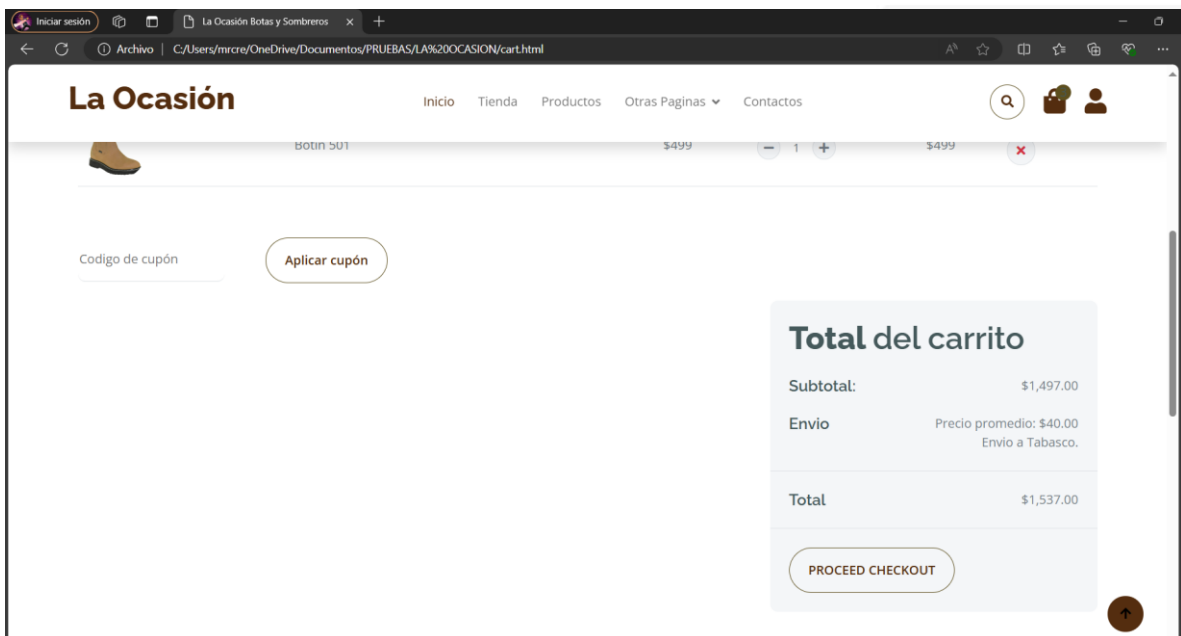 Iniciar sesión
La Ocasión Botas y Sombreros
Archivo | C:/Users/mrcre/OneDrive/Documentos/PRUEBAS/LA%20OCASION/cart.html
La Ocasión
Inicio Tienda Productos Otras Paginas Contactos
Botin 501 $499 1 $499
Codigo de cupón Aplicar cupón
Total del carrito
Subtotal: $1,497.00
Envio Precio promedio: $40.00
Envio a Tabasco.
Total $1,537.00
PROCEED CHECKOUT